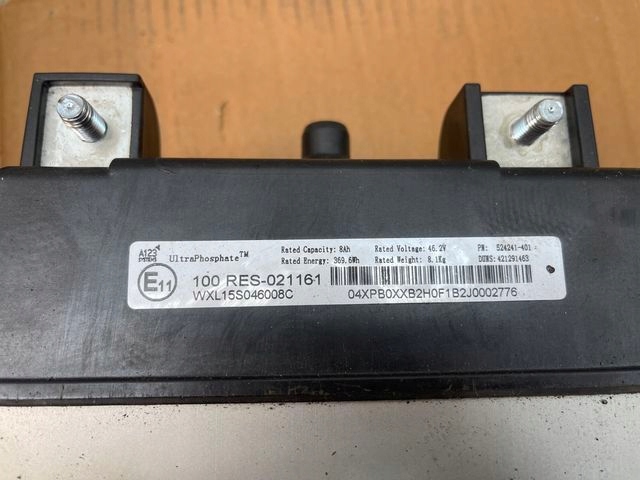 A123 SYSTEMS UltraPhosphate™ Rated Capacity: 8Ah Rated Voltage: 46.2V PN: 524241-401
Rated Energy: 369.6Wh Rated Weight: 8.1Kg DUNS: 421291463
E11 100 RES-021161
WXL15S046008C 04XPB0XXB2H0F1B2J0002776